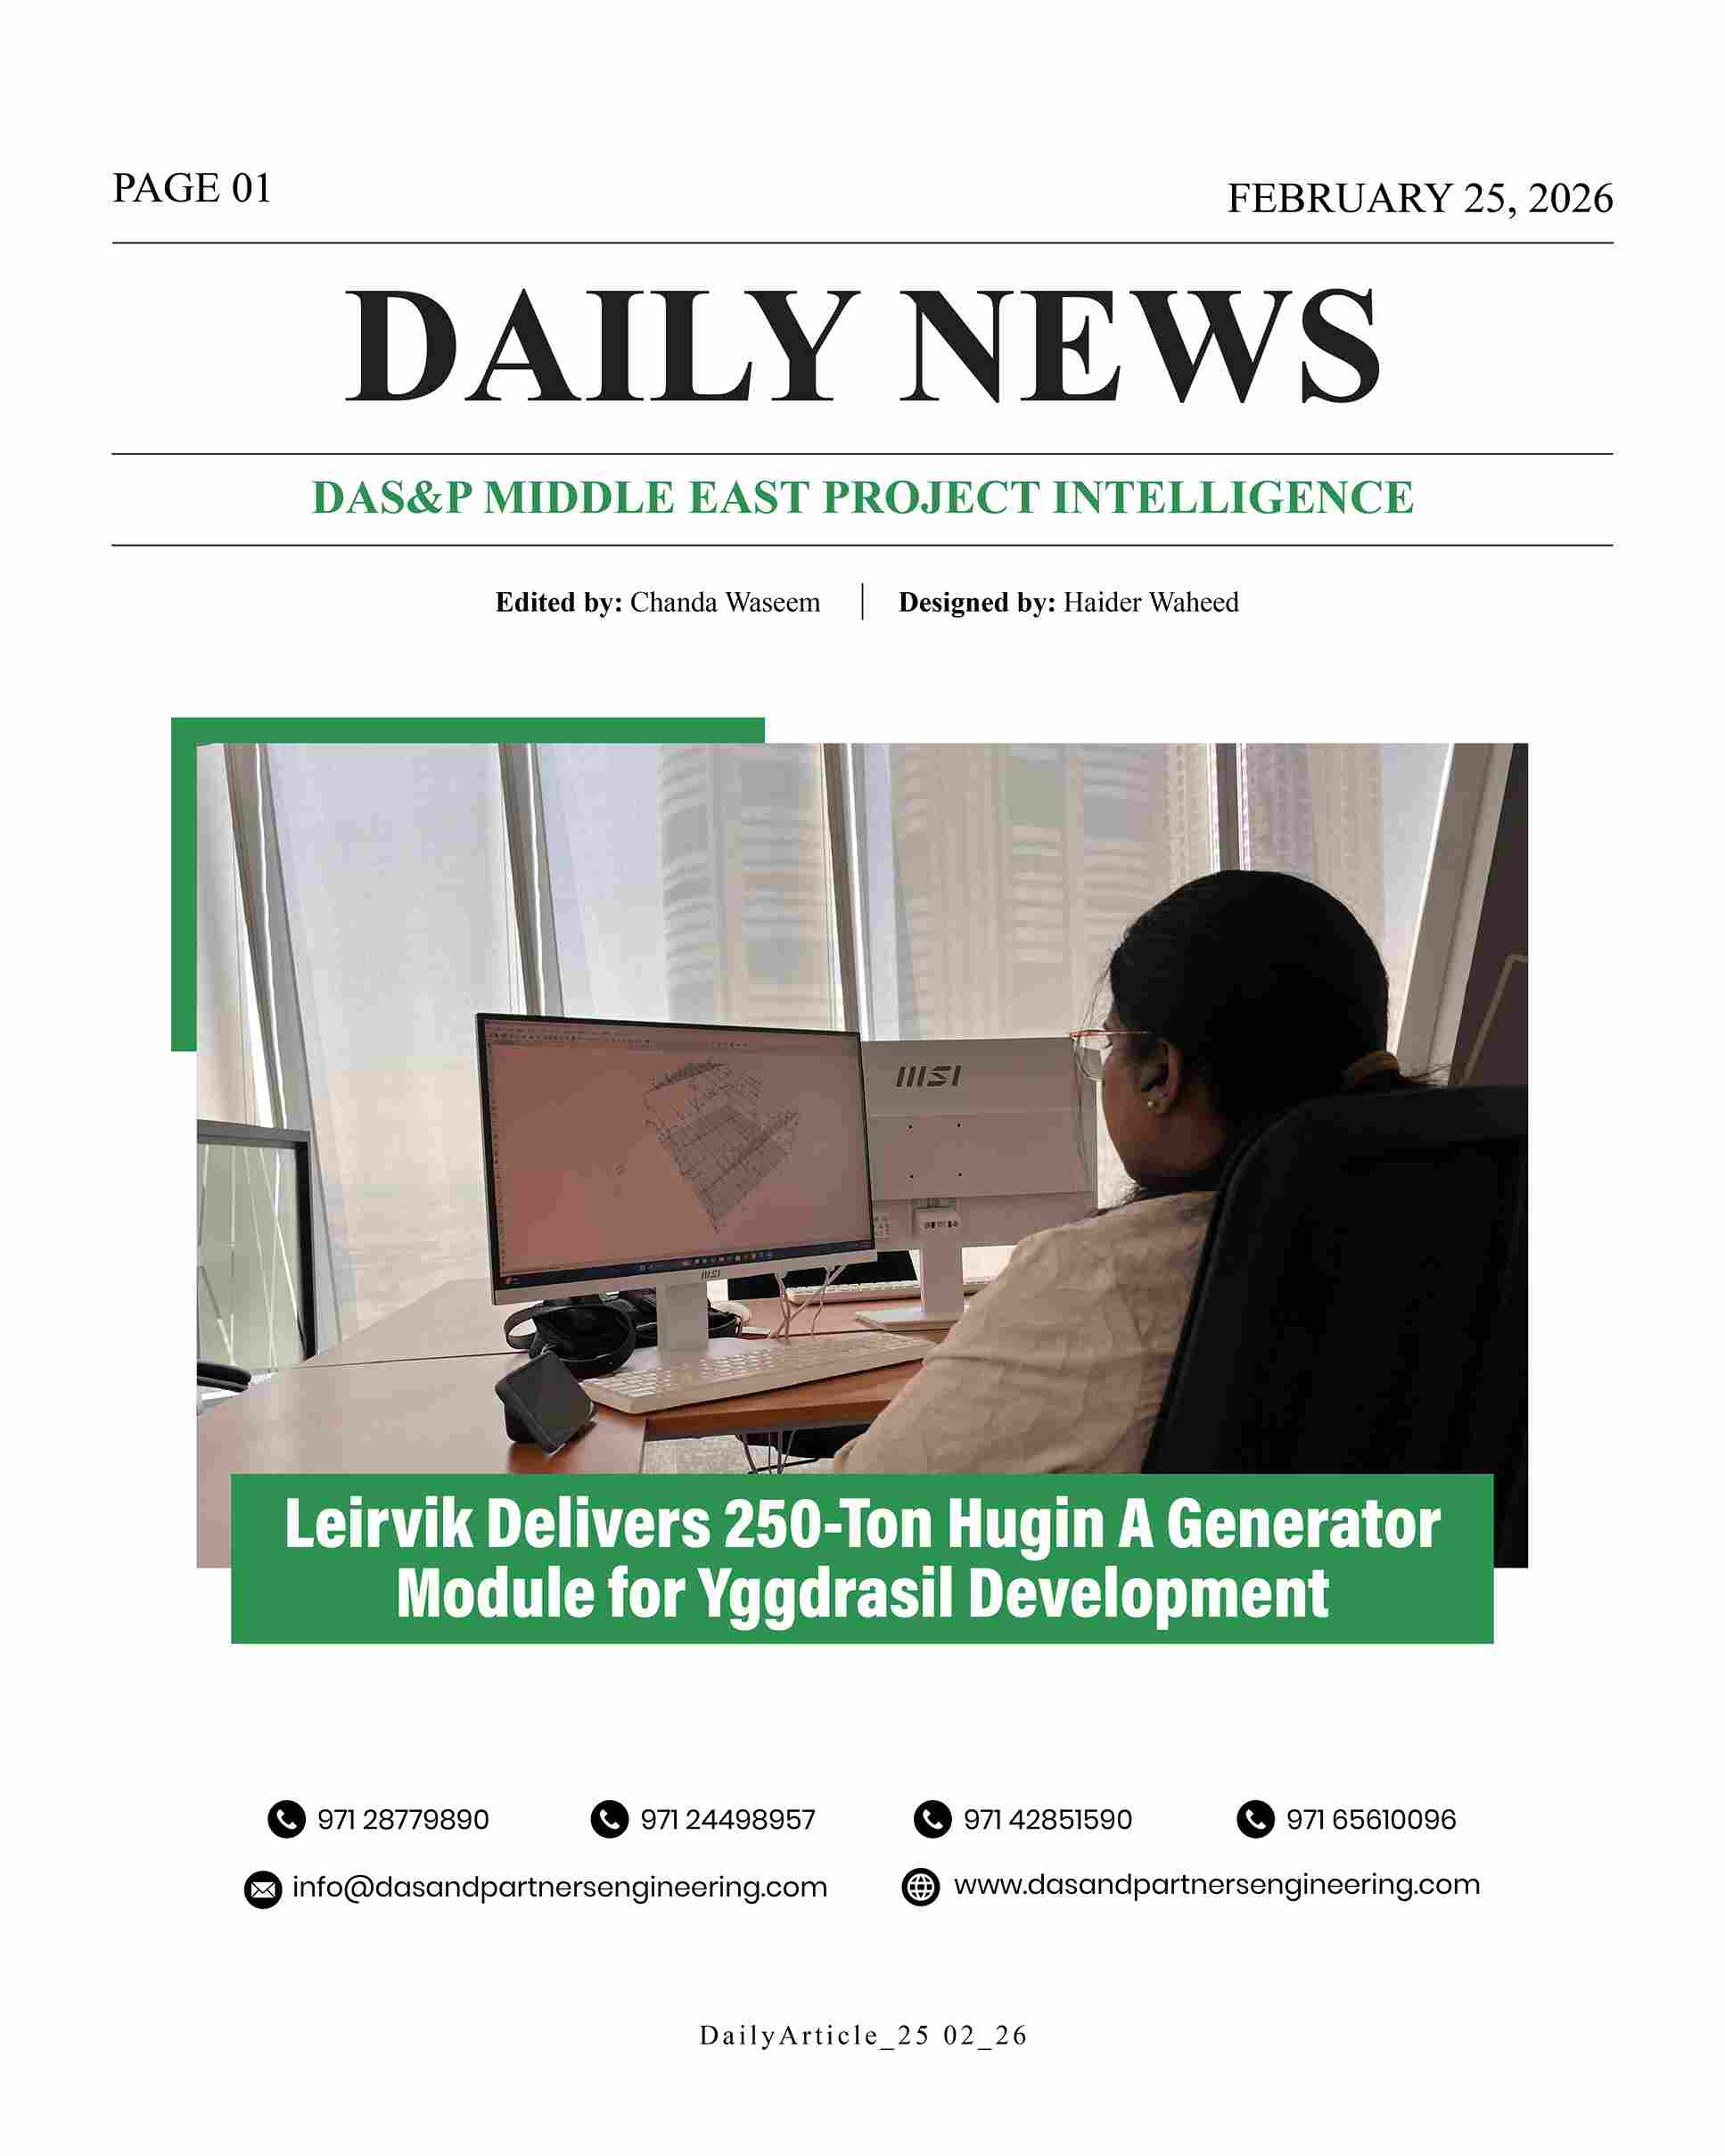 PAGE 01
FEBRUARY 25, 2026
DAILY NEWS
DAS&P MIDDLE EAST PROJECT INTELLIGENCE
Edited by: Chanda Waseem | Designed by: Haider Waheed
msi
msi
Leirvik Delivers 250-Ton Hugin A Generator
Module for Yggdrasil Development
971 28779890
971 24498957
971 42851590
971 65610096
info@dasandpartnersengineering.com
www.dasandpartnersengineering.com
DailyArticle_25 02_26